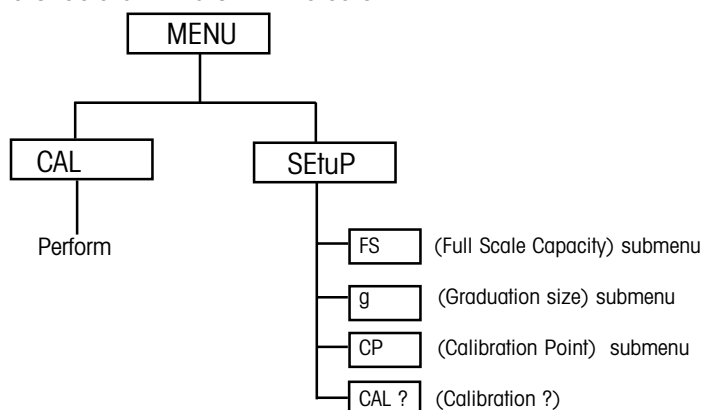 MENU
CAL
SEtuP
Perform
FS (Full Scale Capacity) submenu
g (Graduation size) submenu
CP (Calibration Point) submenu
CAL ? (Calibration ?)